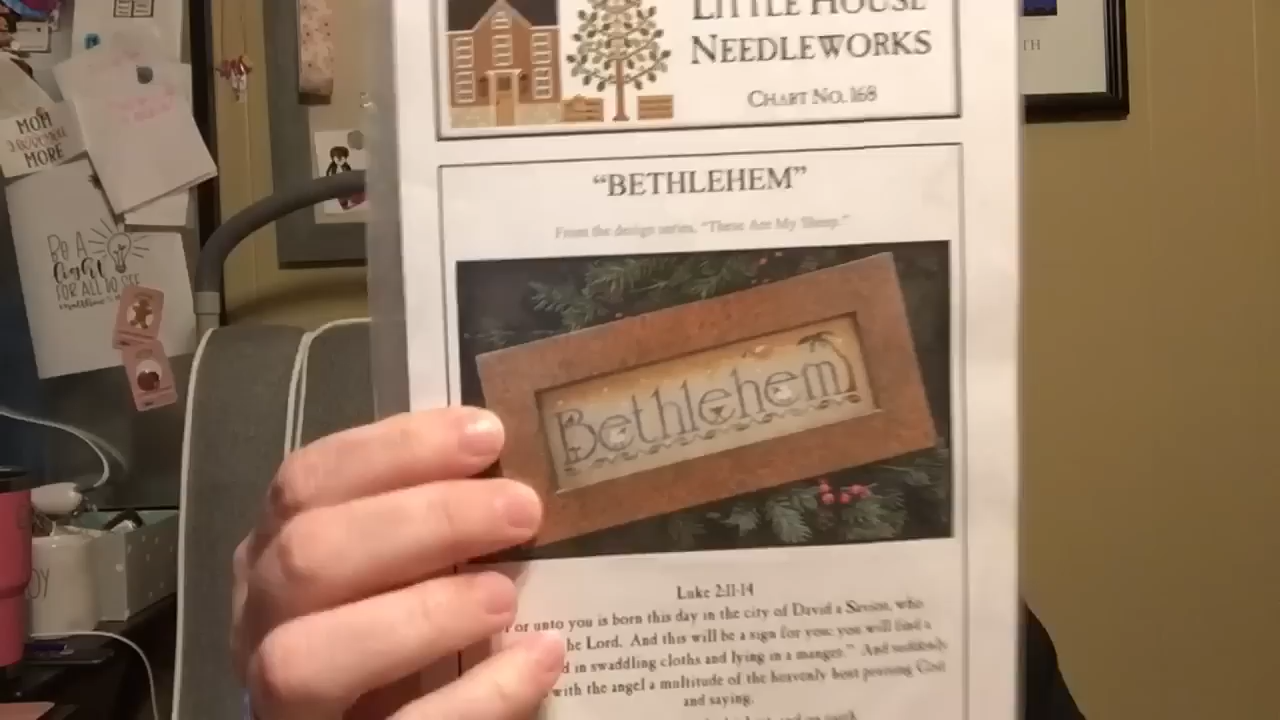 LITTLE HOUSE
NEEDLEWORKS
CHART NO. 168
"BETHLEHEM"
From the design series, "These Are My Sheep."
Bethlehem
Luke 2:11-14
For unto you is born this day in the city of David a Savior, who
he Lord. And this will be a sign for you: you will find a
d in swaddling cloths and lying in a manger." And suddenly
with the angel a multitude of the heavenly host praising God
and saying,
MOM
MORE
BE A
light
FOR ALL TO SEE
OY
TH